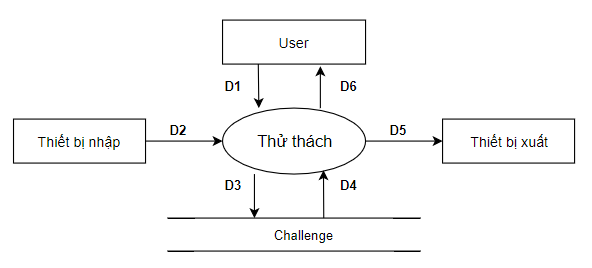 User
D1
D6
Thiết bị nhập
D2
Thử thách
D5
Thiết bị xuất
D3
D4
Challenge